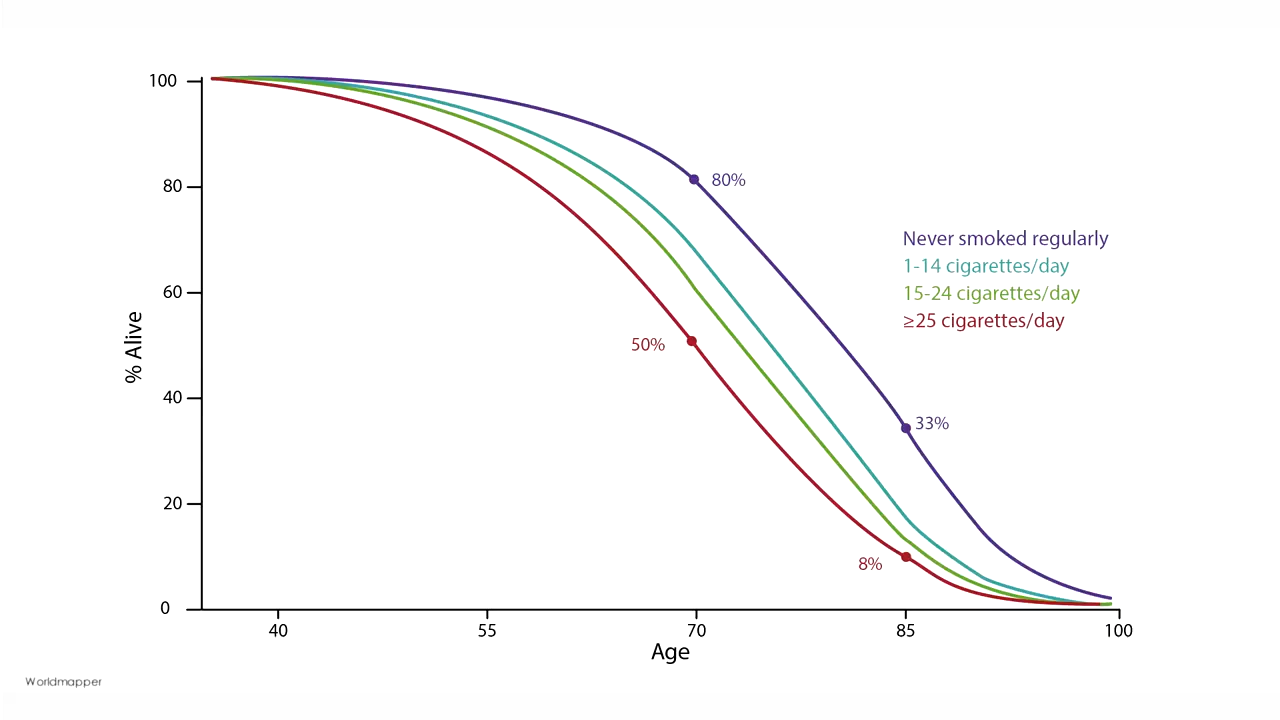 100
80
60
40
20
0
% Alive
40
55
70
85
100
Age
80%
50%
33%
8%
Never smoked regularly
1-14 cigarettes/day
15-24 cigarettes/day
≥25 cigarettes/day
Worldmapper